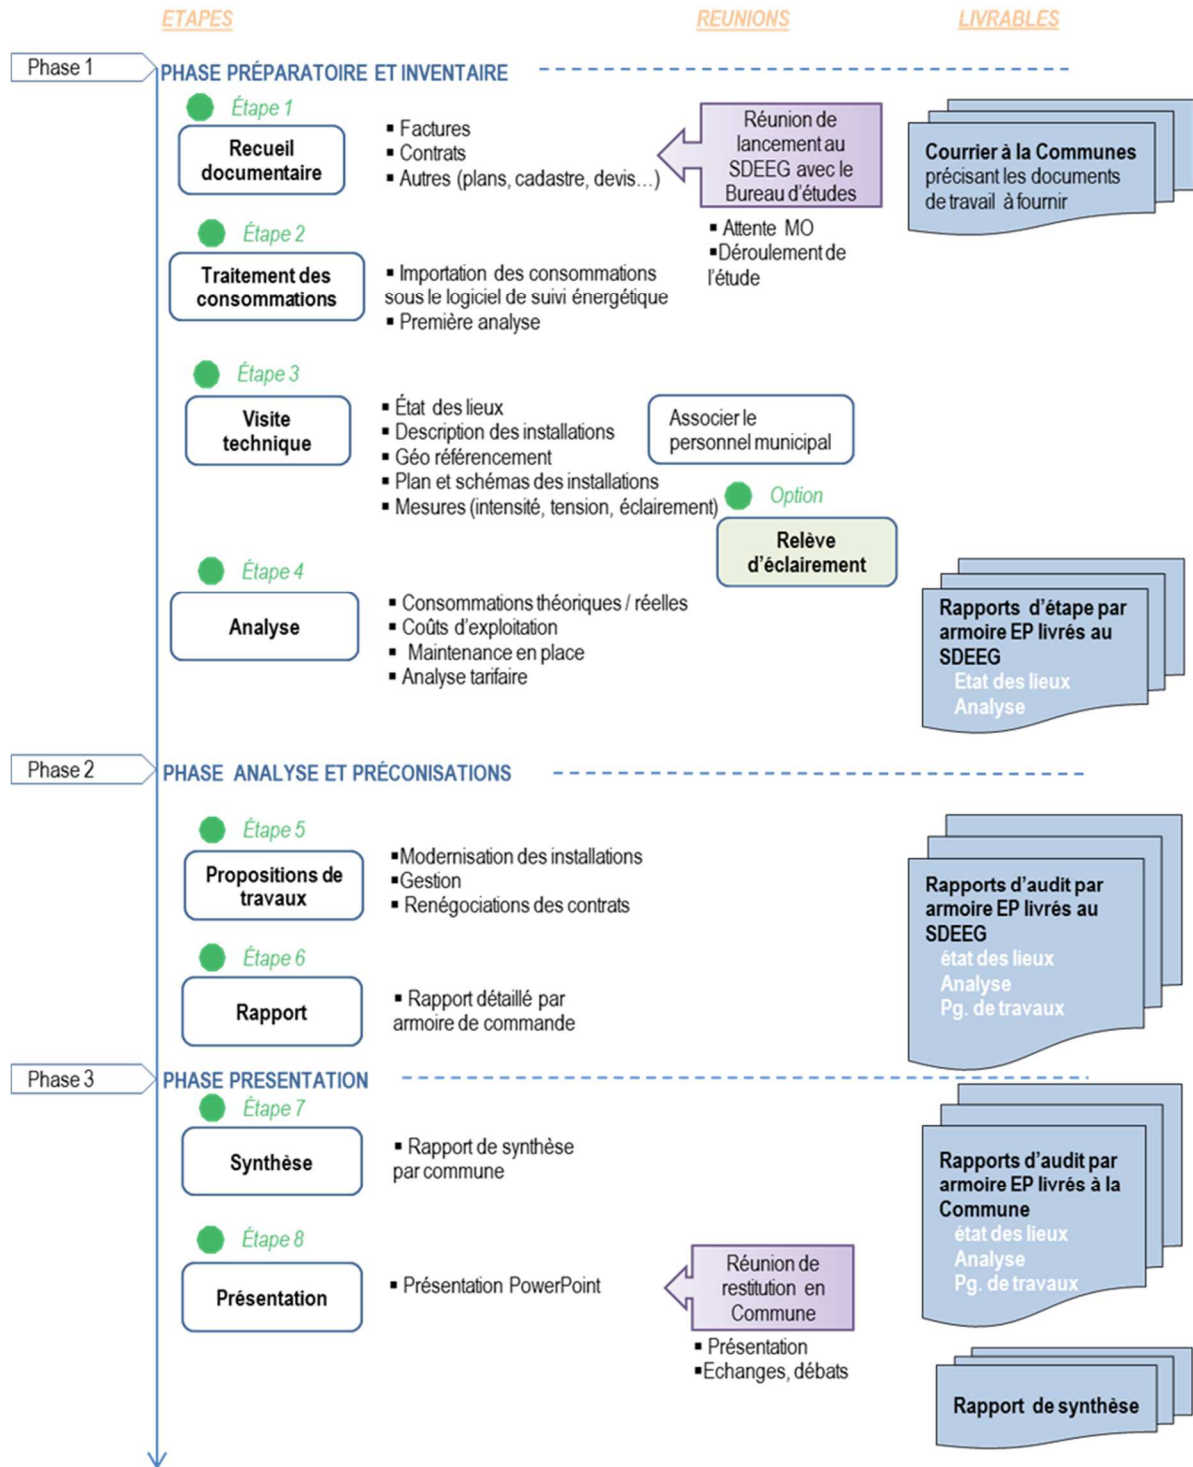 ETAPES
REUNIONS
LIVRABLES
Phase 1
PHASE PRÉPARATOIRE ET INVENTAIRE
Étape 1
Recueil
documentaire
▪ Factures
▪ Contrats
▪ Autres (plans, cadastre, devis…)
Réunion de
lancement au
SDEEG avec le
Bureau d'études
▪ Attente MO
▪Déroulement de
l'étude
Courrier à la Communes
précisant les documents
de travail à fournir
Étape 2
Traitement des
consommations
▪ Importation des consommations
sous le logiciel de suivi énergétique
▪ Première analyse
Étape 3
Visite
technique
▪ État des lieux
▪ Description des installations
▪ Géo référencement
▪ Plan et schémas des installations
▪ Mesures (intensité, tension, éclairement)
Associer le
personnel municipal
Option
Relève
d'éclairement
Étape 4
Analyse
▪ Consommations théoriques / réelles
▪ Coûts d'exploitation
▪ Maintenance en place
▪ Analyse tarifaire
Rapports d'étape par
armoire EP livrés au
SDEEG
Etat des lieux
Analyse
Phase 2
PHASE ANALYSE ET PRÉCONISATIONS
Étape 5
Propositions de
travaux
▪Modernisation des installations
▪Gestion
▪ Renégociations des contrats
Rapports d'audit par
armoire EP livrés au
SDEEG
état des lieux
Analyse
Pg. de travaux
Étape 6
Rapport
▪ Rapport détaillé par
armoire de commande
Phase 3
PHASE PRESENTATION
Étape 7
Synthèse
▪ Rapport de synthèse
par commune
Rapports d'audit par
armoire EP livrés à la
Commune
état des lieux
Analyse
Pg. de travaux
Étape 8
Présentation
▪ Présentation PowerPoint
Réunion de
restitution en
Commune
▪ Présentation
▪Echanges, débats
Rapport de synthèse